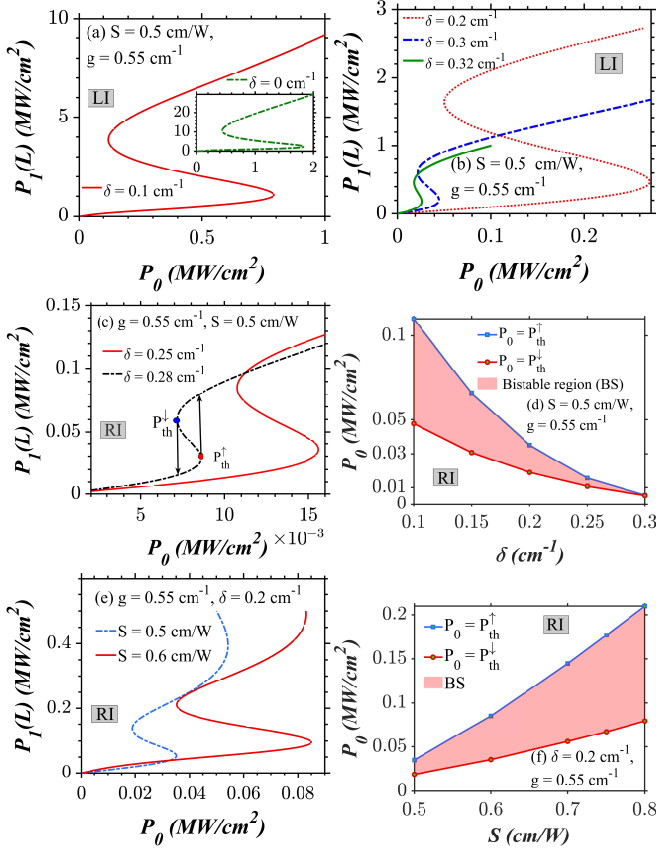 (a) S = 0.5 cm/W,
g = 0.55 cm⁻¹
LI
δ = 0 cm⁻¹
20
10
0
0
1
2
δ = 0.1 cm⁻¹
10
5
0
0
0.5
1
P₁(L) (MW/cm²)
P₀ (MW/cm²)
δ = 0.2 cm⁻¹
δ = 0.3 cm⁻¹
δ = 0.32 cm⁻¹
LI
(b) S = 0.5 cm/W,
g = 0.55 cm⁻¹
3
2
1
0
0
0.1
0.2
P₁(L) (MW/cm²)
P₀ (MW/cm²)
(c) g = 0.55 cm⁻¹, S = 0.5 cm/W
δ = 0.25 cm⁻¹
δ = 0.28 cm⁻¹
P↓th
P↑th
RI
0.15
0.1
0.05
0
5
10
15
×10⁻³
P₁(L) (MW/cm²)
P₀ (MW/cm²)
P₀ = P↑th
P₀ = P↓th
Bistable region (BS)
(d) S = 0.5 cm/W,
g = 0.55 cm⁻¹
RI
0.1
0.05
0.01
0
0.1
0.15
0.2
0.25
0.3
P₀ (MW/cm²)
δ (cm⁻¹)
(e) g = 0.55 cm⁻¹, δ = 0.2 cm⁻¹
S = 0.5 cm/W
S = 0.6 cm/W
RI
0.4
0.2
0
0
0.02
0.04
0.06
0.08
P₁(L) (MW/cm²)
P₀ (MW/cm²)
P₀ = P↑th
P₀ = P↓th
BS
RI
(f) δ = 0.2 cm⁻¹,
g = 0.55 cm⁻¹
0.2
0.15
0.1
0.05
0
0.5
0.6
0.7
0.8
P₀ (MW/cm²)
S (cm/W)